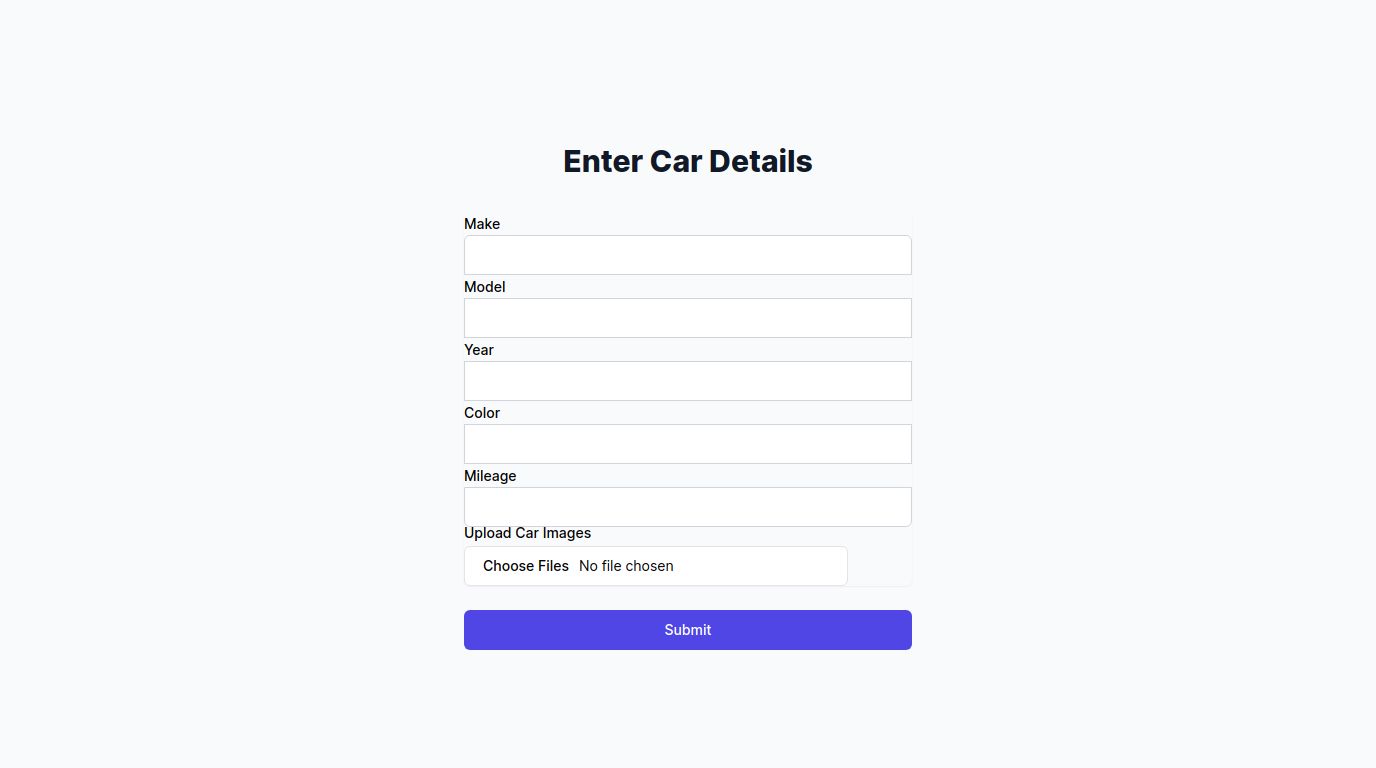 Enter Car Details
Make
Model
Year
Color
Mileage
Upload Car Images
Choose Files No file chosen
Submit